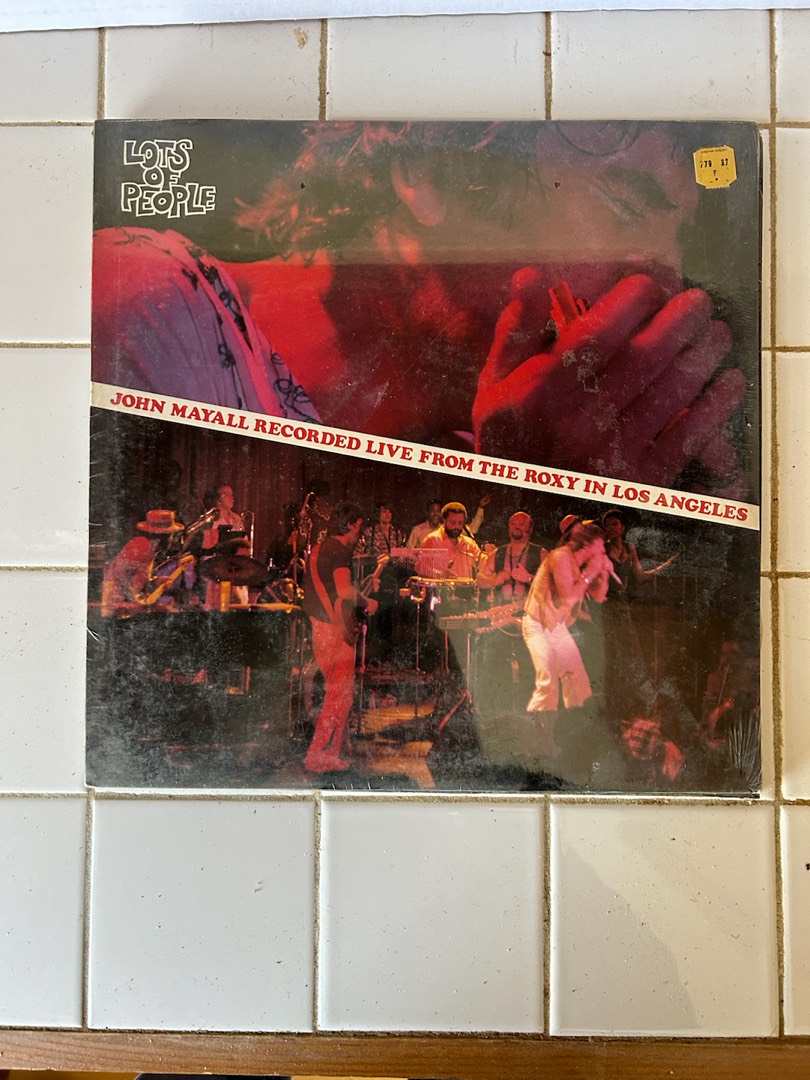 LOTS
OF
PEOPLE
JOHN MAYALL RECORDED LIVE FROM THE ROXY IN LOS ANGELES